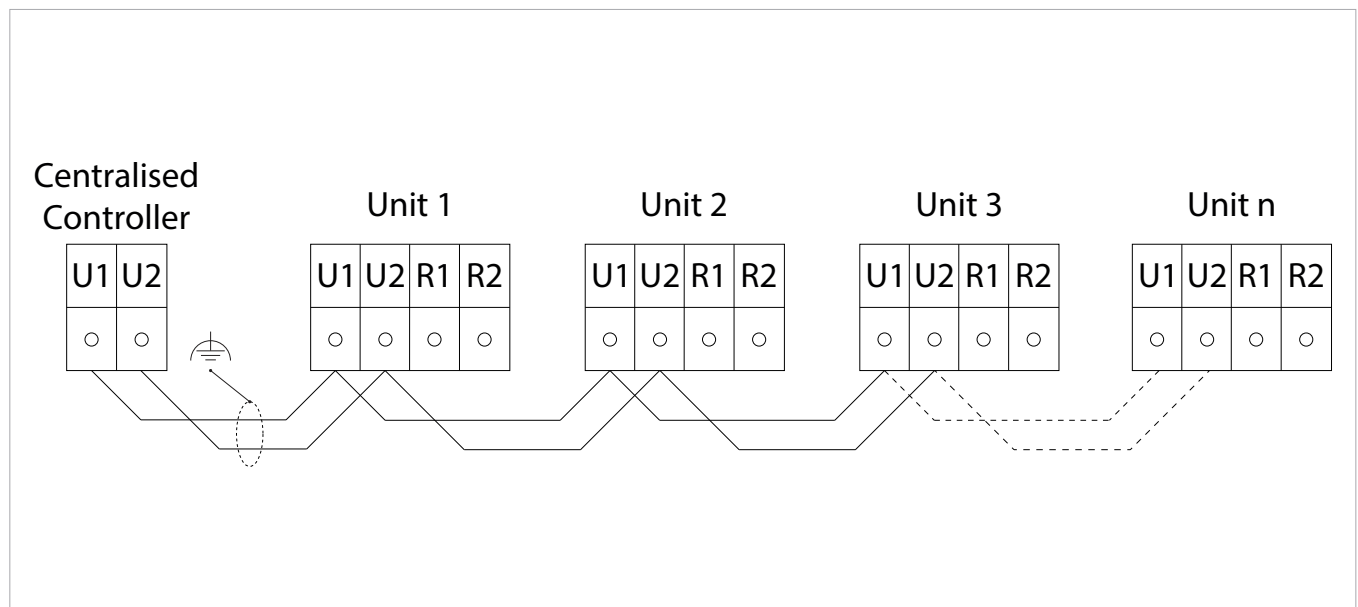 Centralised
Controller
Unit 1
Unit 2
Unit 3
Unit n
U1 U2
U1 U2 R1 R2
U1 U2 R1 R2
U1 U2 R1 R2
U1 U2 R1 R2